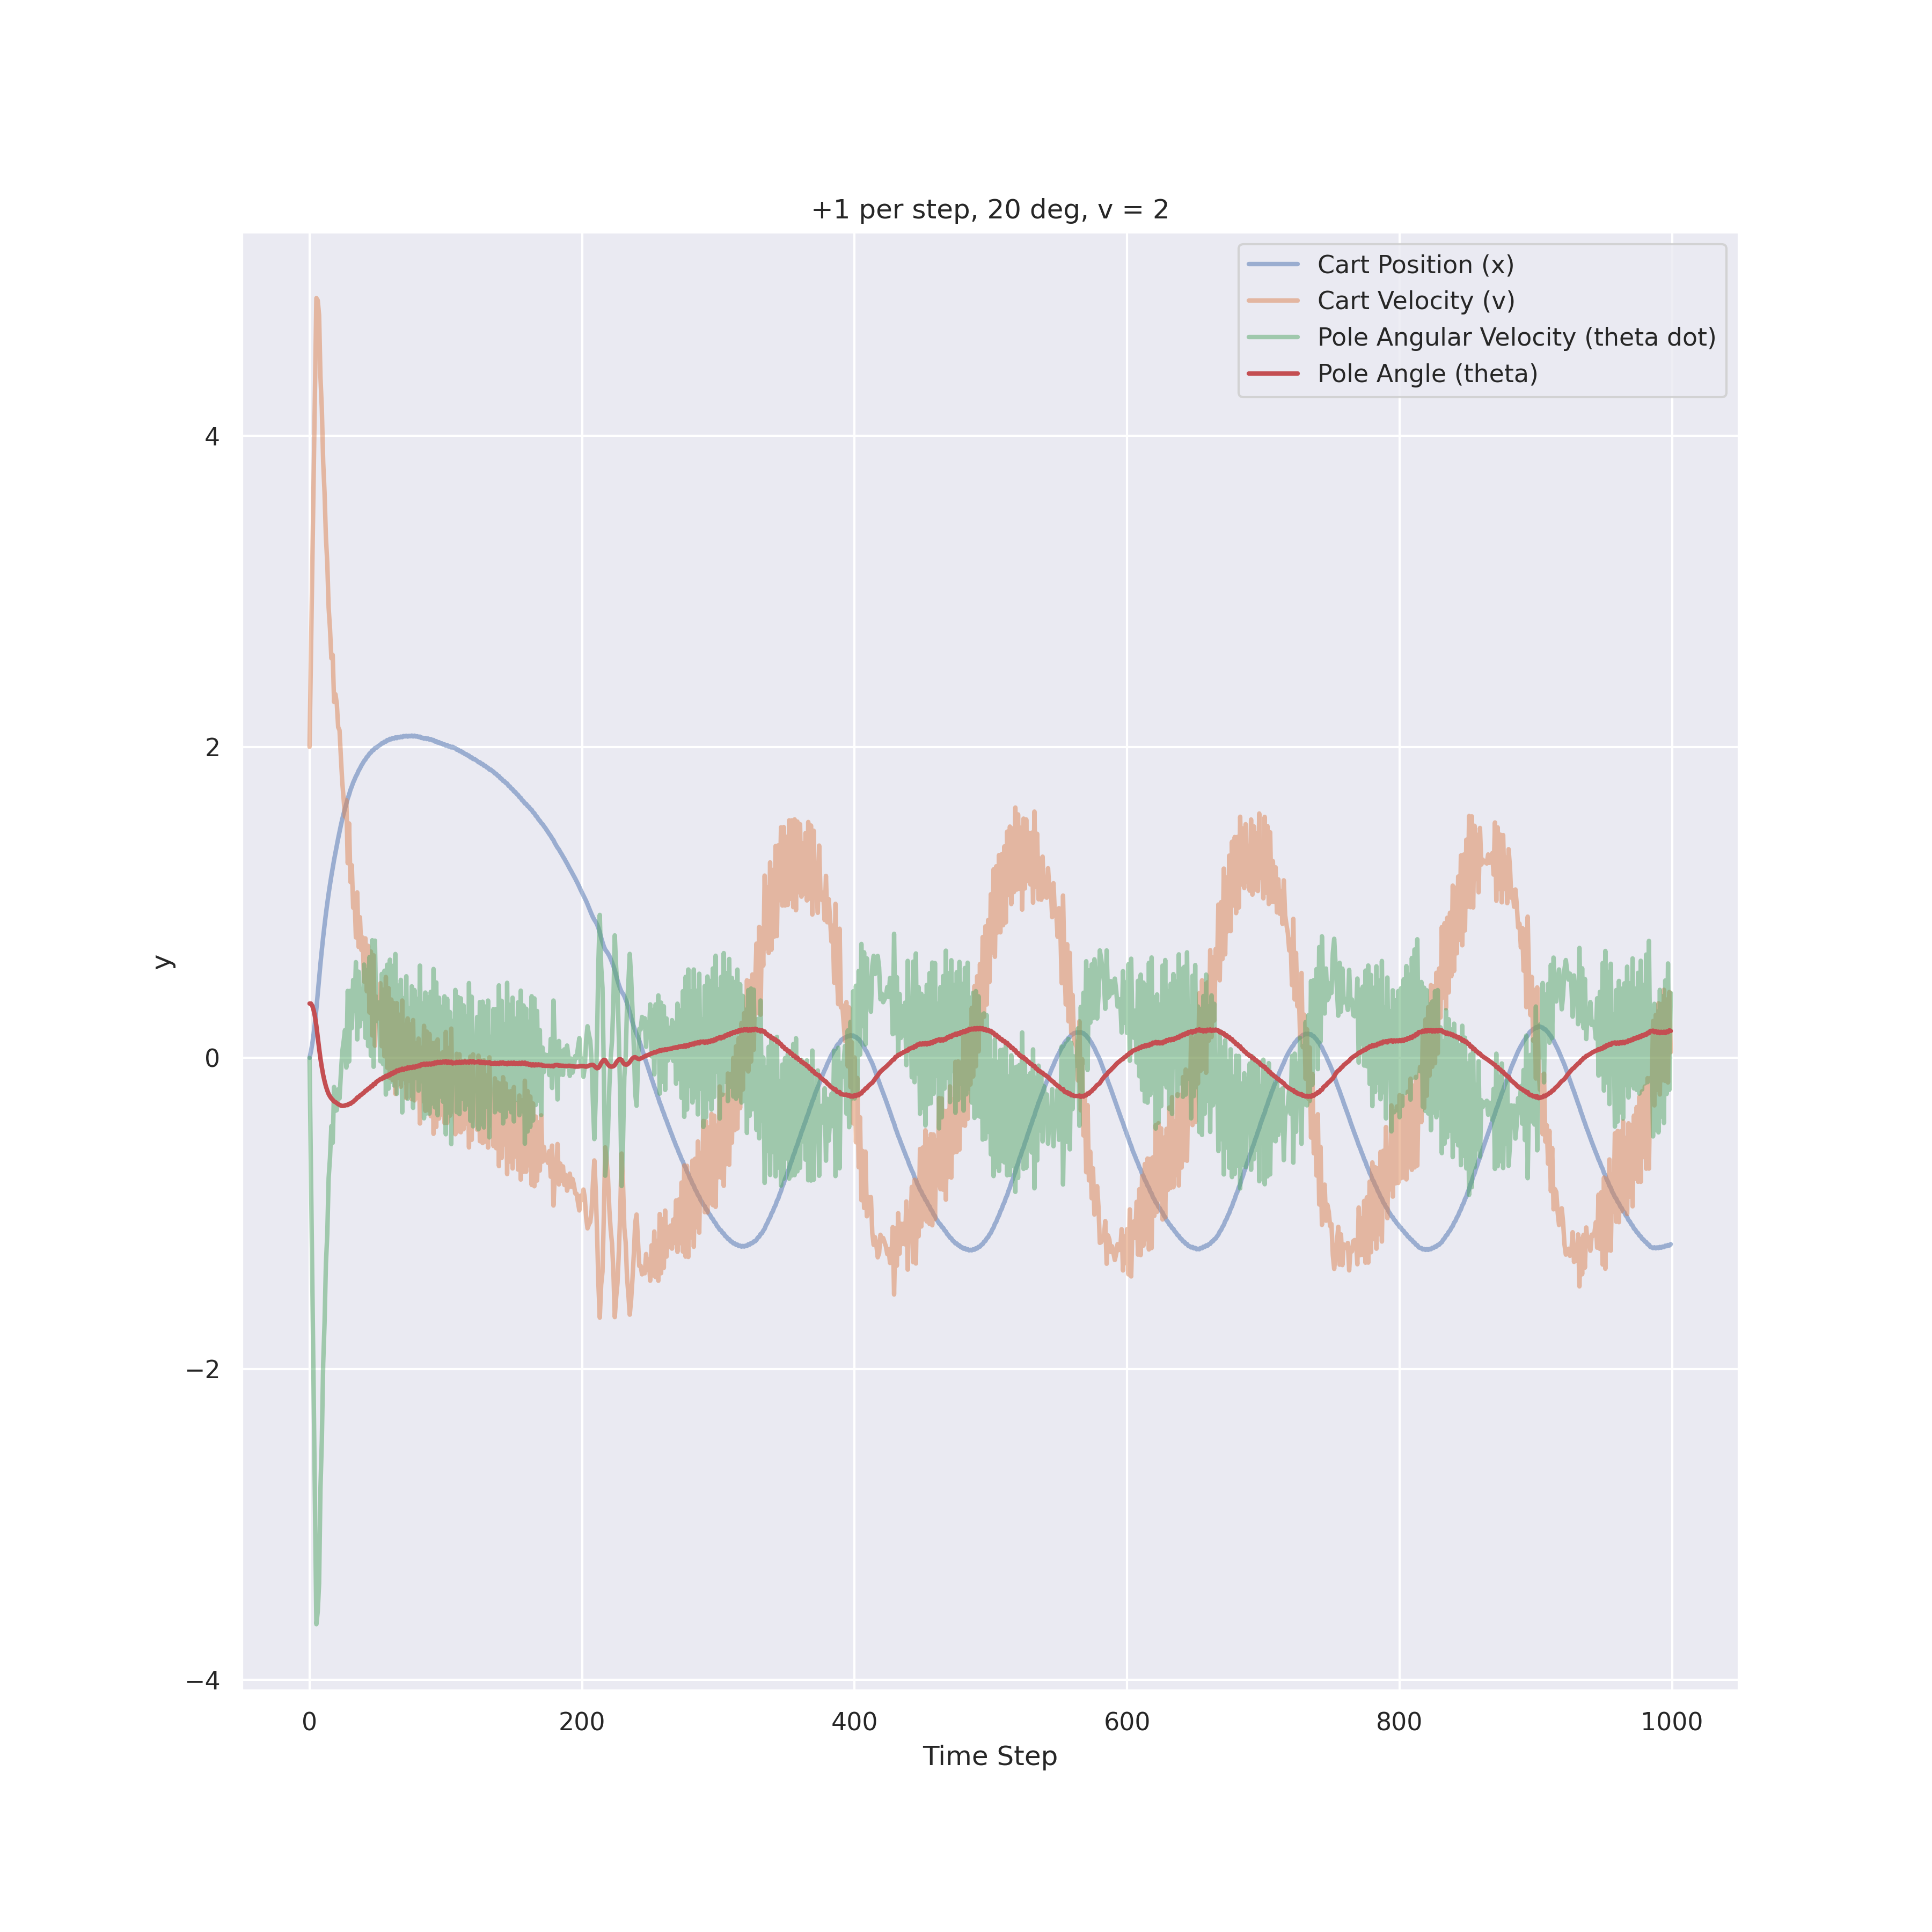 +1 per step, 20 deg, v = 2
Cart Position (x)
Cart Velocity (v)
Pole Angular Velocity (theta dot)
Pole Angle (theta)
4
2
0
−2
−4
y
0 200 400 600 800 1000
Time Step